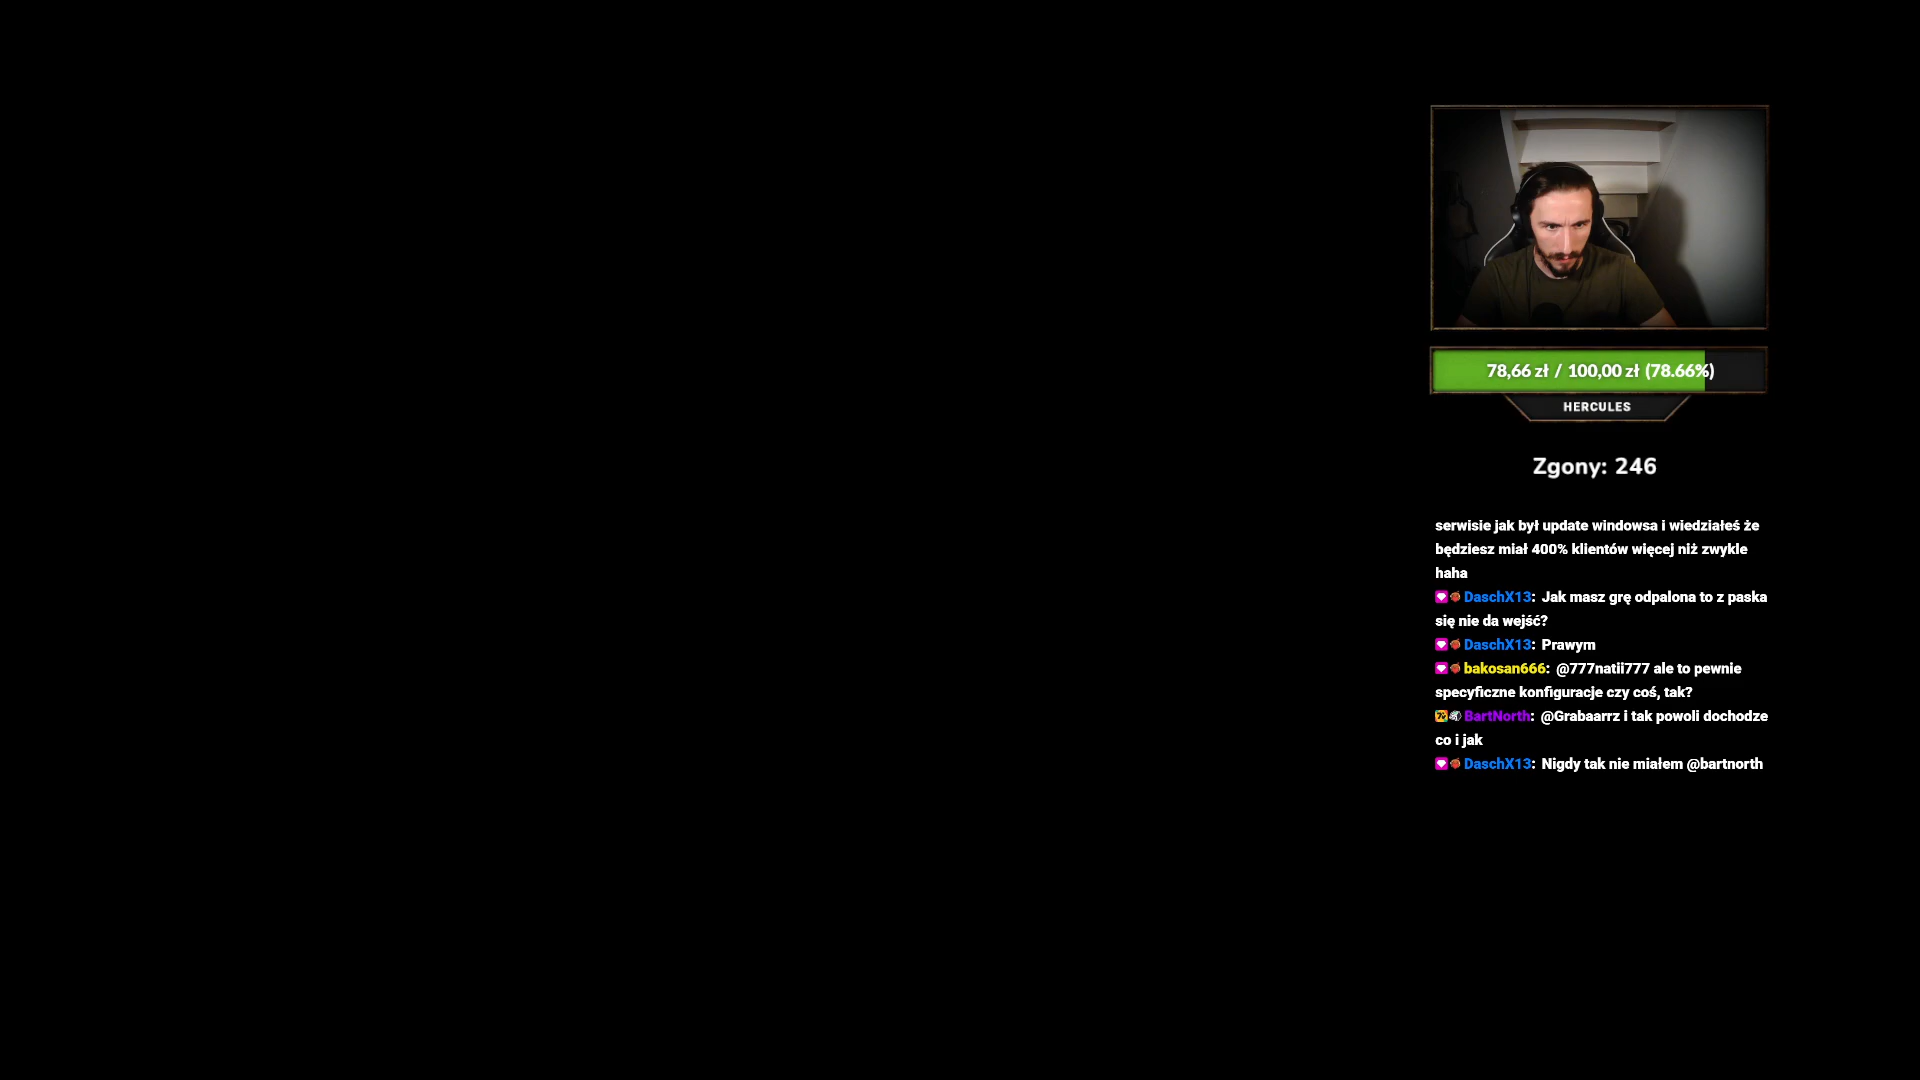 78,66 zł / 100,00 zł (78.66%)
HERCULES
Zgony: 246
serwisie jak był update windowsa i wiedziałeś że
będziesz miał 400% klientów więcej niż zwykle
haha
DaschX13: Jak masz grę odpalona to z paska
się nie da wejść?
DaschX13: Prawym
bakosan666: @777natii777 ale to pewnie
specyficzne konfiguracje czy coś, tak?
BartNorth: @Grabaarrz i tak powoli dochodze
co i jak
DaschX13: Nigdy tak nie miałem @bartnorth